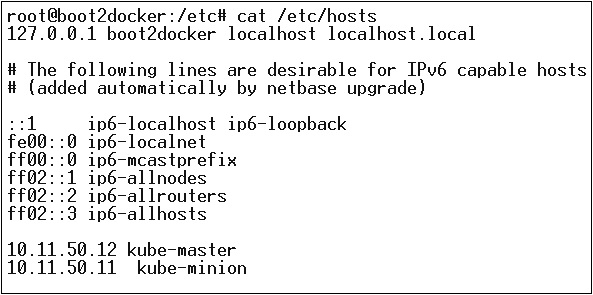 root@boot2docker:/etc# cat /etc/hosts
127.0.0.1 boot2docker localhost localhost.local
# The following lines are desirable for IPv6 capable hosts
# (added automatically by netbase upgrade)
::1     ip6-localhost ip6-loopback
fe00::0 ip6-localnet
ff00::0 ip6-mcastprefix
ff02::1 ip6-allnodes
ff02::2 ip6-allrouters
ff02::3 ip6-allhosts
10.11.50.12 kube-master
10.11.50.11  kube-minion